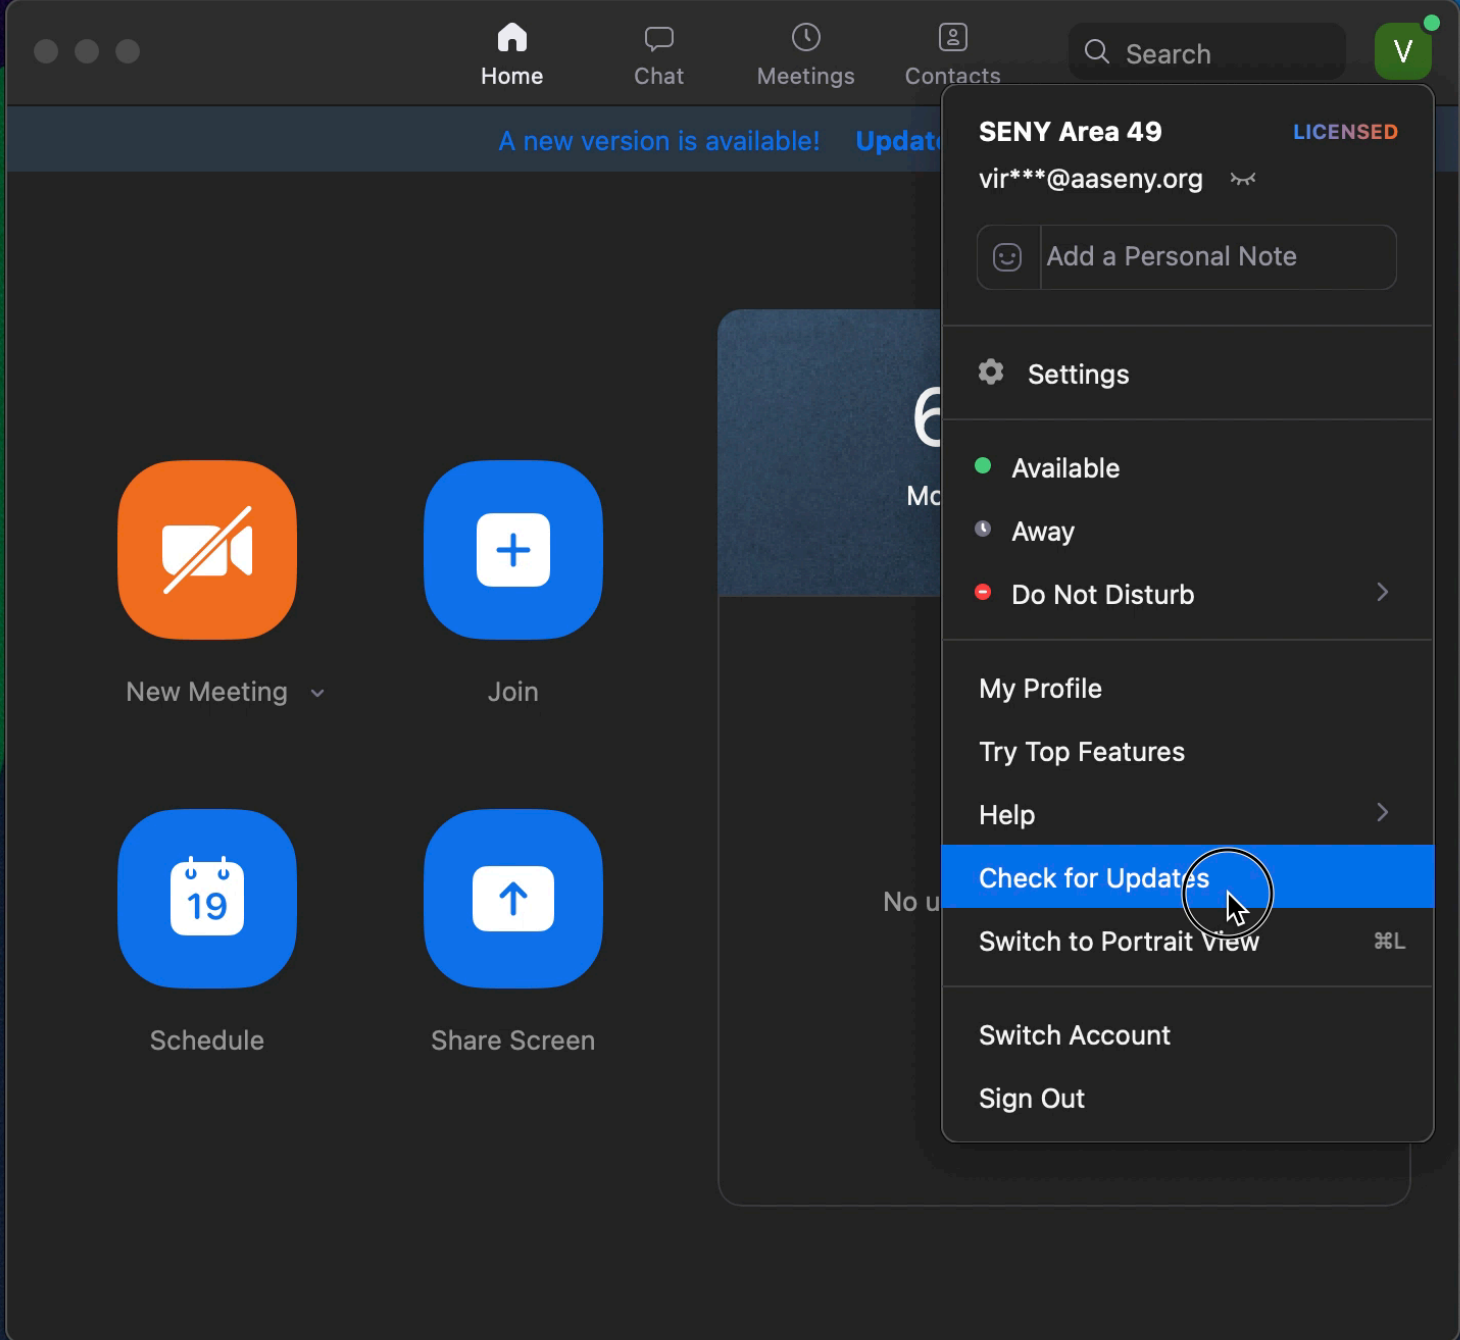 Home
Chat
Meetings
Contacts
Search
V
A new version is available! Update
SENY Area 49
LICENSED
vir***@aaseny.org
Add a Personal Note
Settings
Available
Away
Do Not Disturb
My Profile
Try Top Features
Help
Check for Updates
Switch to Portrait View
⌘L
Switch Account
Sign Out
New Meeting
Join
19
Schedule
Share Screen
No